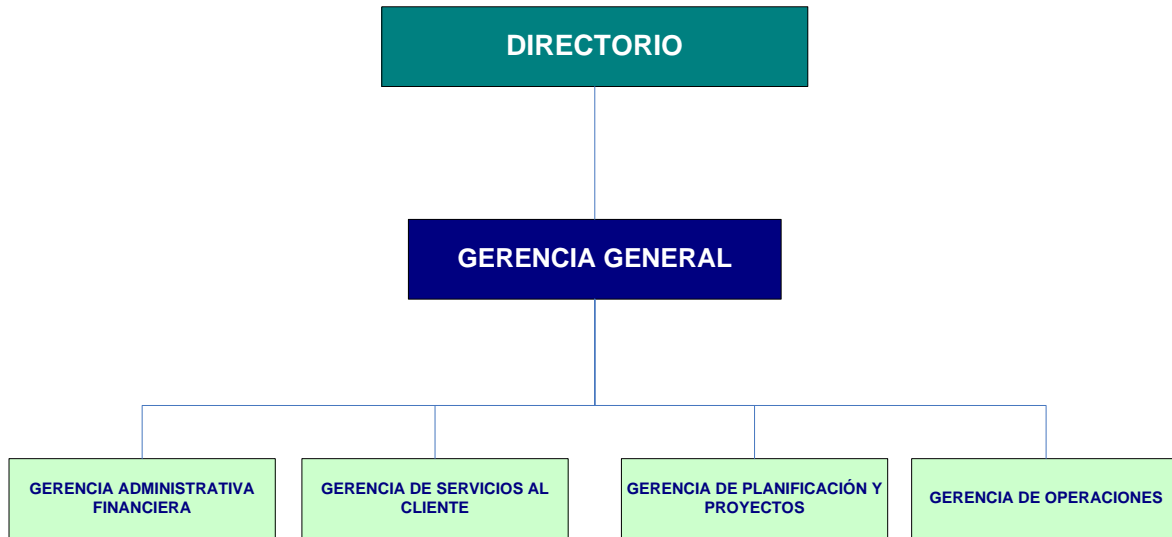 DIRECTORIO
GERENCIA GENERAL
GERENCIA ADMINISTRATIVA
FINANCIERA
GERENCIA DE SERVICIOS AL
CLIENTE
GERENCIA DE PLANIFICACIÓN Y
PROYECTOS
GERENCIA DE OPERACIONES